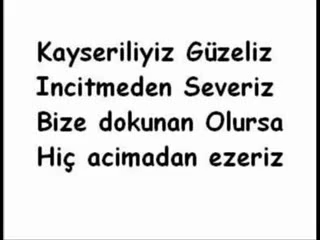 Kayseriliyiz Güzeliz
Incitmeden Severiz
Bize dokunan Olursa
Hiç acimadan ezeriz